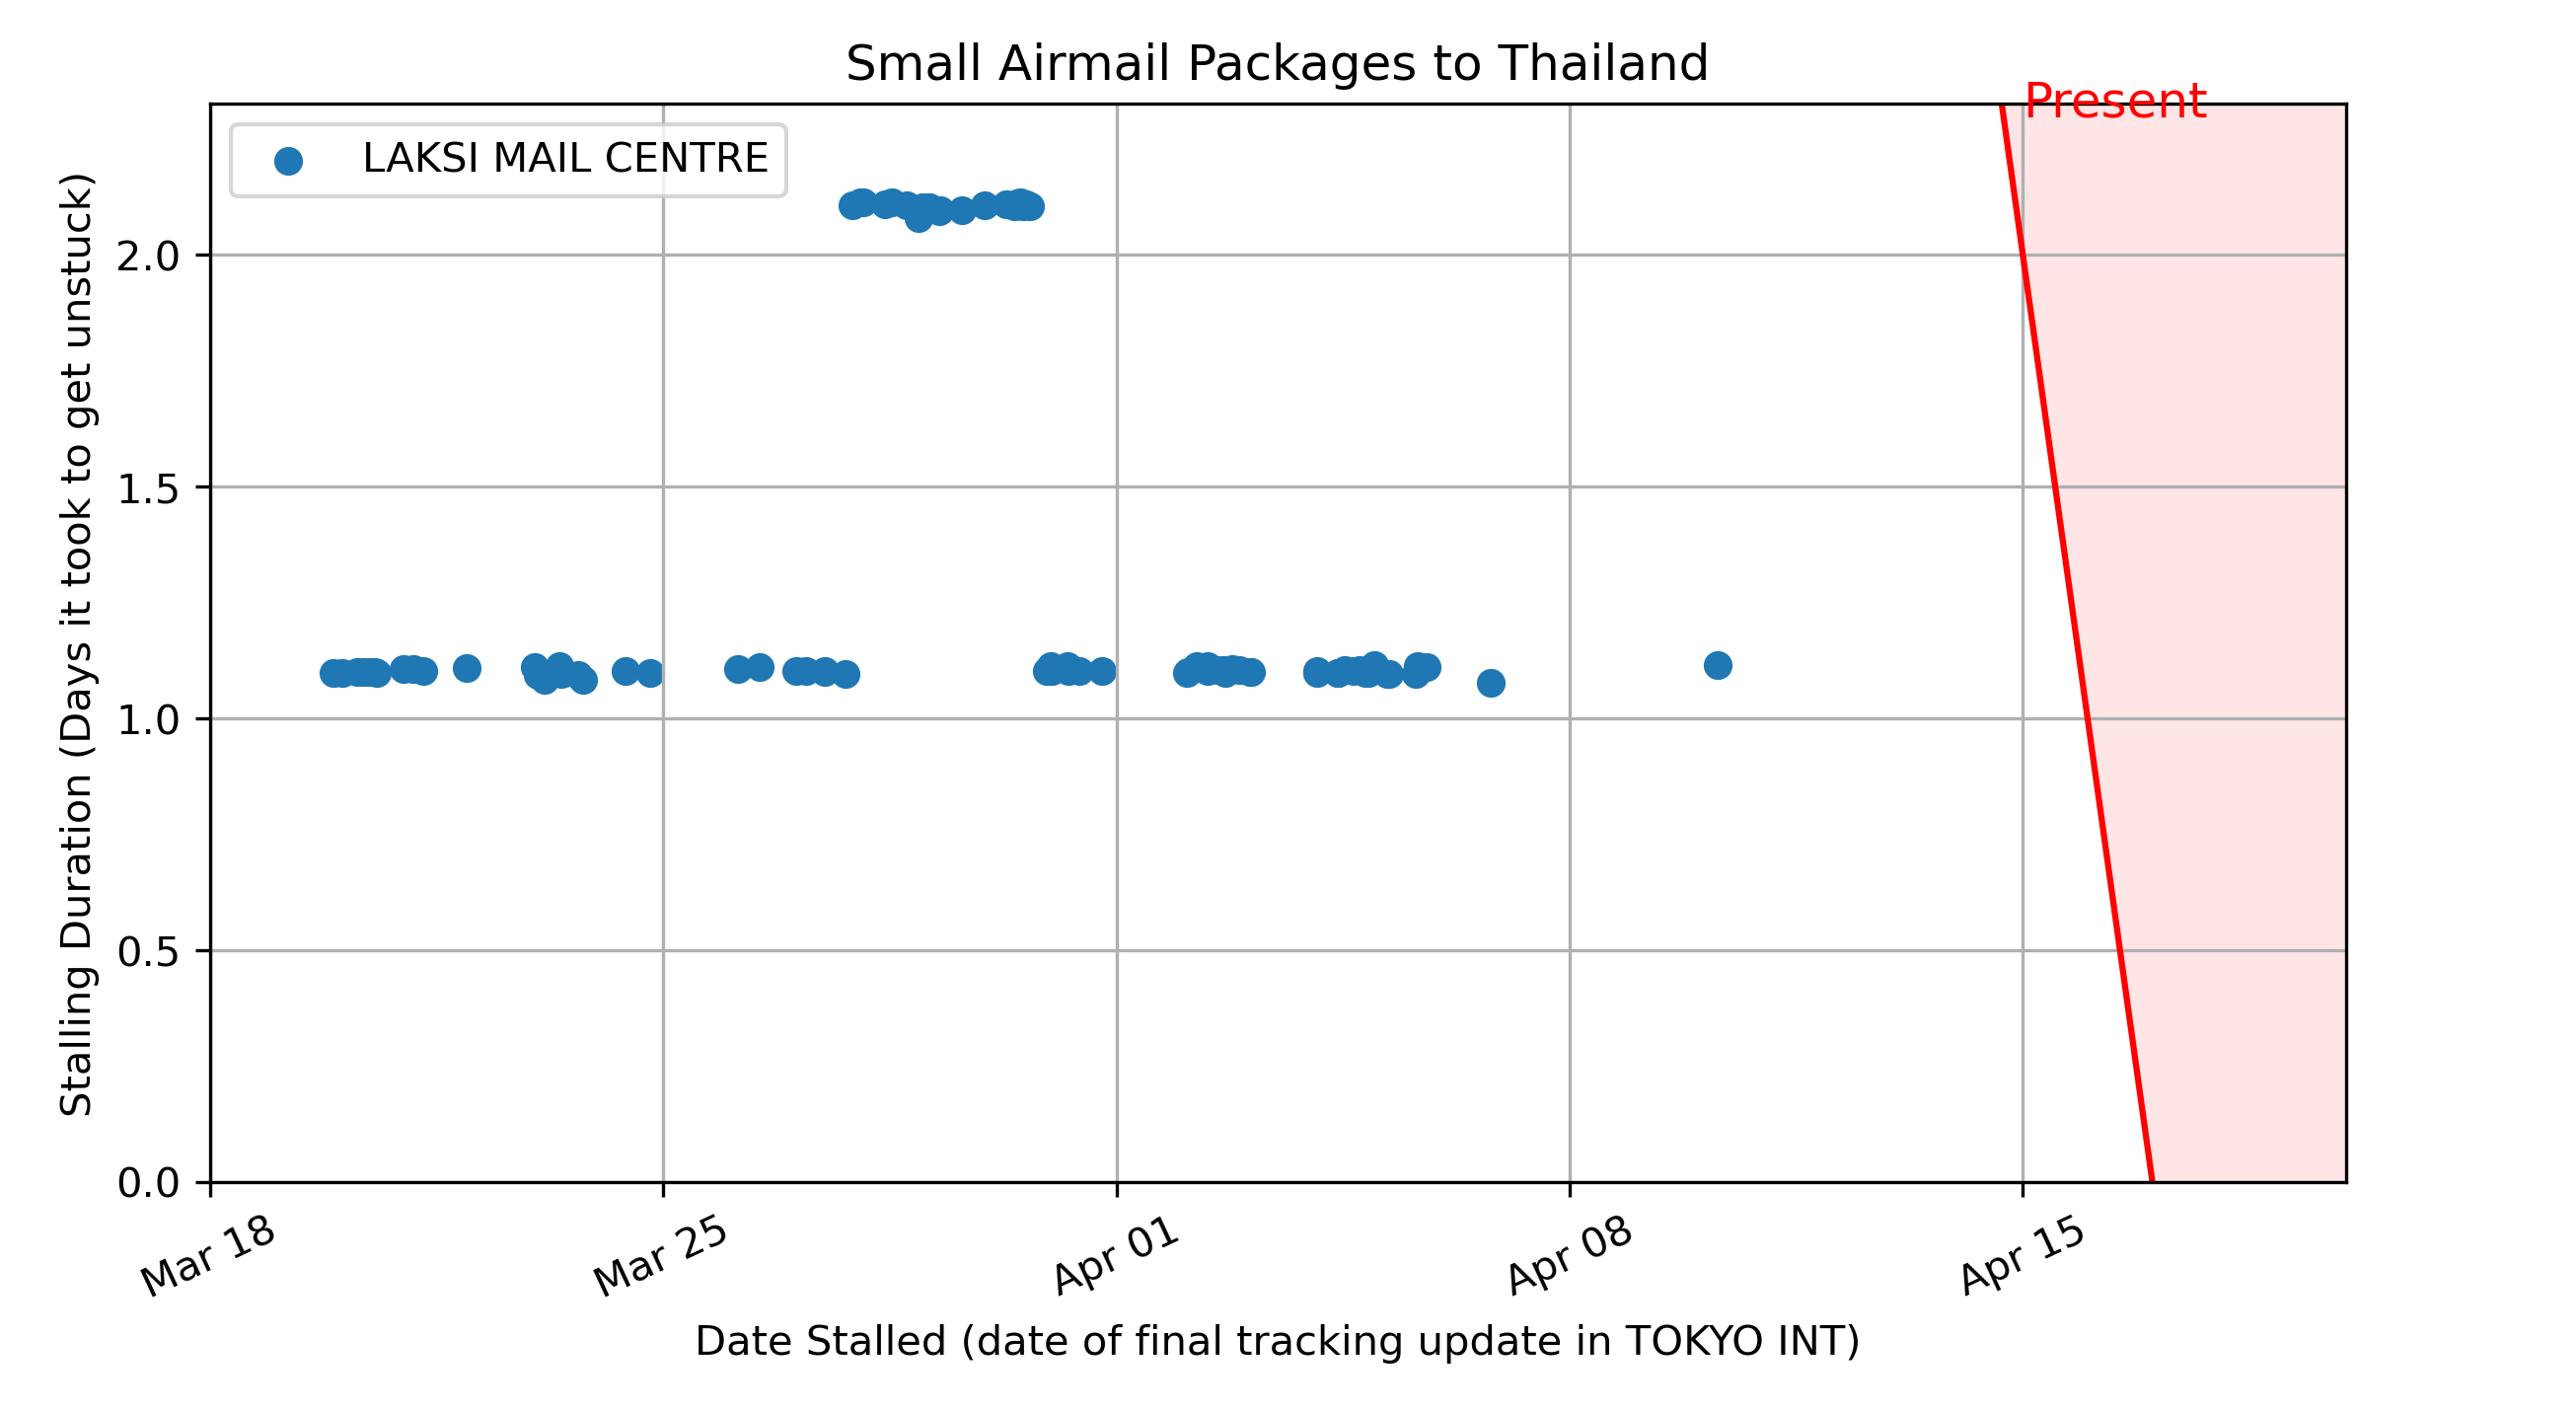 Small Airmail Packages to Thailand
Present
LAKSI MAIL CENTRE
Stalling Duration (Days it took to get unstuck)
2.0
1.5
1.0
0.5
0.0
Mar 18
Mar 25
Apr 01
Apr 08
Apr 15
Date Stalled (date of final tracking update in TOKYO INT)